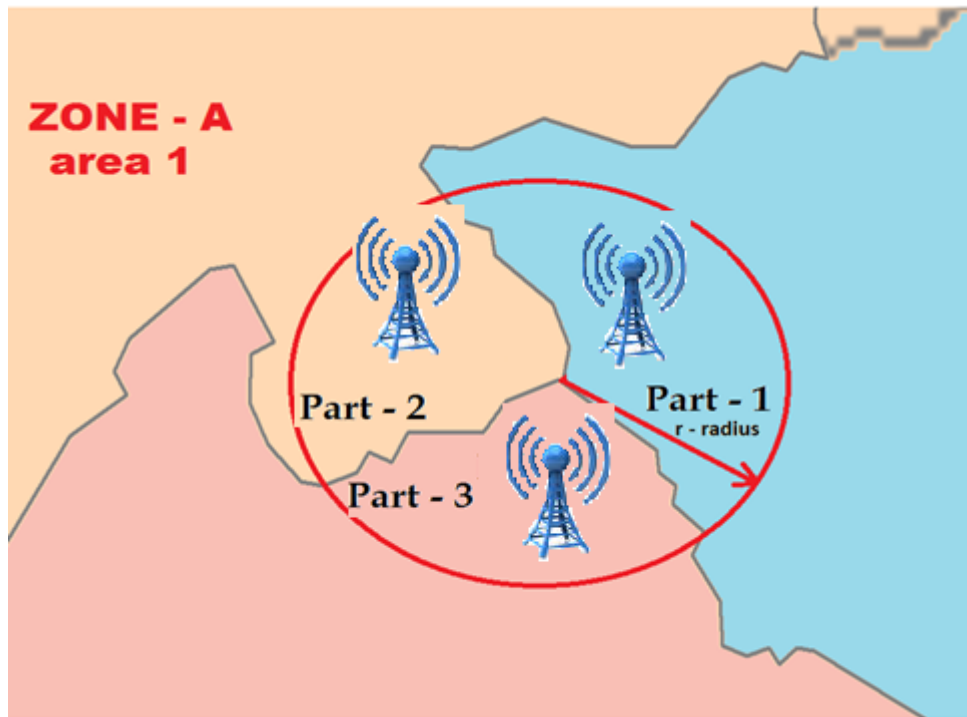 ZONE - A
area 1
Part - 2
Part - 1
r - radius
Part - 3